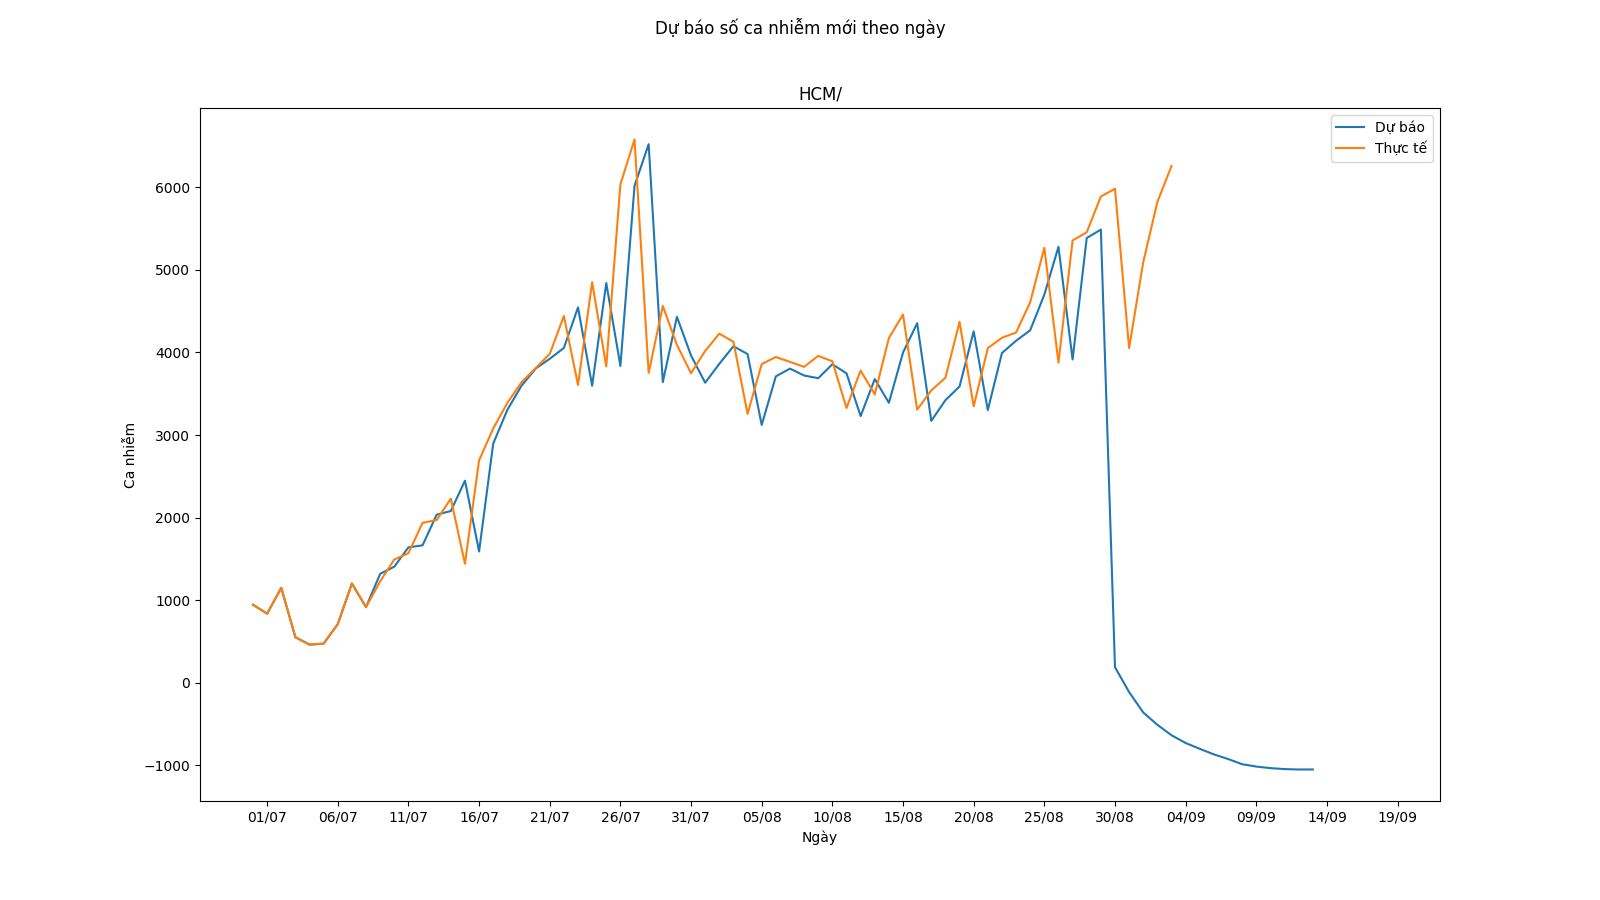 Dự báo số ca nhiễm mới theo ngày
HCM/
Dự báo
Thực tế
Ca nhiễm
6000
5000
4000
3000
2000
1000
0
−1000
01/07 06/07 11/07 16/07 21/07 26/07 31/07 05/08 10/08 15/08 20/08 25/08 30/08 04/09 09/09 14/09 19/09
Ngày